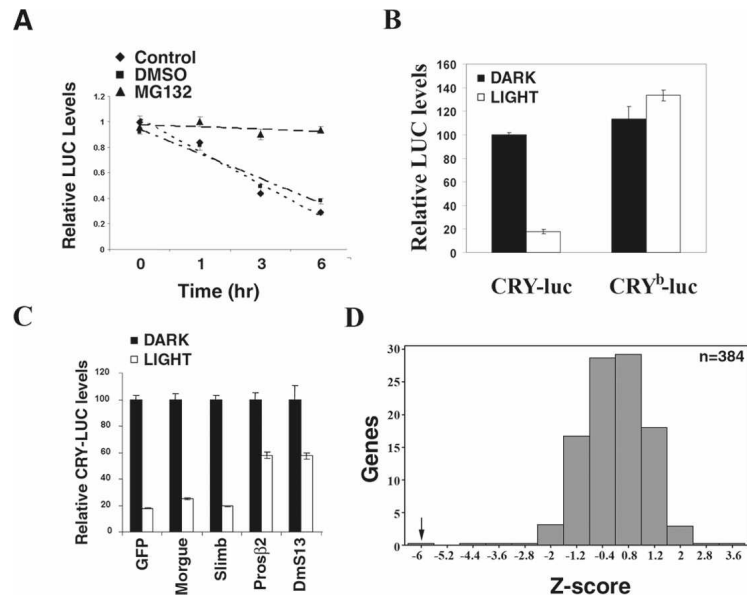 A
Control
DMSO
MG132
Relative LUC Levels
1.2
1
0.8
0.6
0.4
0.2
0
0 1 3 6
Time (hr)
B
DARK
LIGHT
Relative LUC levels
160
140
120
100
80
60
40
20
0
CRY-luc CRYᵇ-luc
C
DARK
LIGHT
Relative CRY-LUC levels
120
100
80
60
40
20
0
GFP
Morgue
Slimb
Prosβ2
DmS13
D
n=384
Genes
30
25
20
15
10
5
0
-6 -5.2 -4.4 -3.6 -2.8 -2 -1.2 -0.4 0.8 1.2 2 2.8 3.6
Z-score